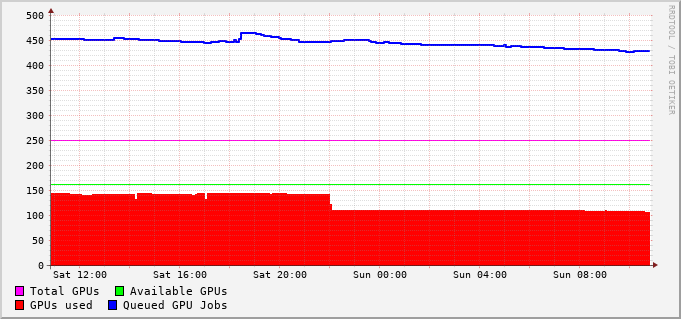 RRDTOOL / TOBI OETIKER
500
450
400
350
300
250
200
150
100
50
0
Sat 12:00 Sat 16:00 Sat 20:00 Sun 00:00 Sun 04:00 Sun 08:00
Total GPUs Available GPUs
GPUs used Queued GPU Jobs